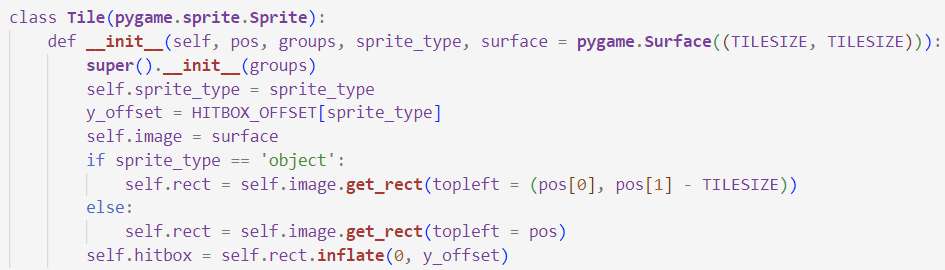 class Tile(pygame.sprite.Sprite):
    def __init__(self, pos, groups, sprite_type, surface = pygame.Surface((TILESIZE, TILESIZE))):
        super().__init__(groups)
        self.sprite_type = sprite_type
        y_offset = HITBOX_OFFSET[sprite_type]
        self.image = surface
        if sprite_type == 'object':
            self.rect = self.image.get_rect(topleft = (pos[0], pos[1] - TILESIZE))
        else:
            self.rect = self.image.get_rect(topleft = pos)
        self.hitbox = self.rect.inflate(0, y_offset)